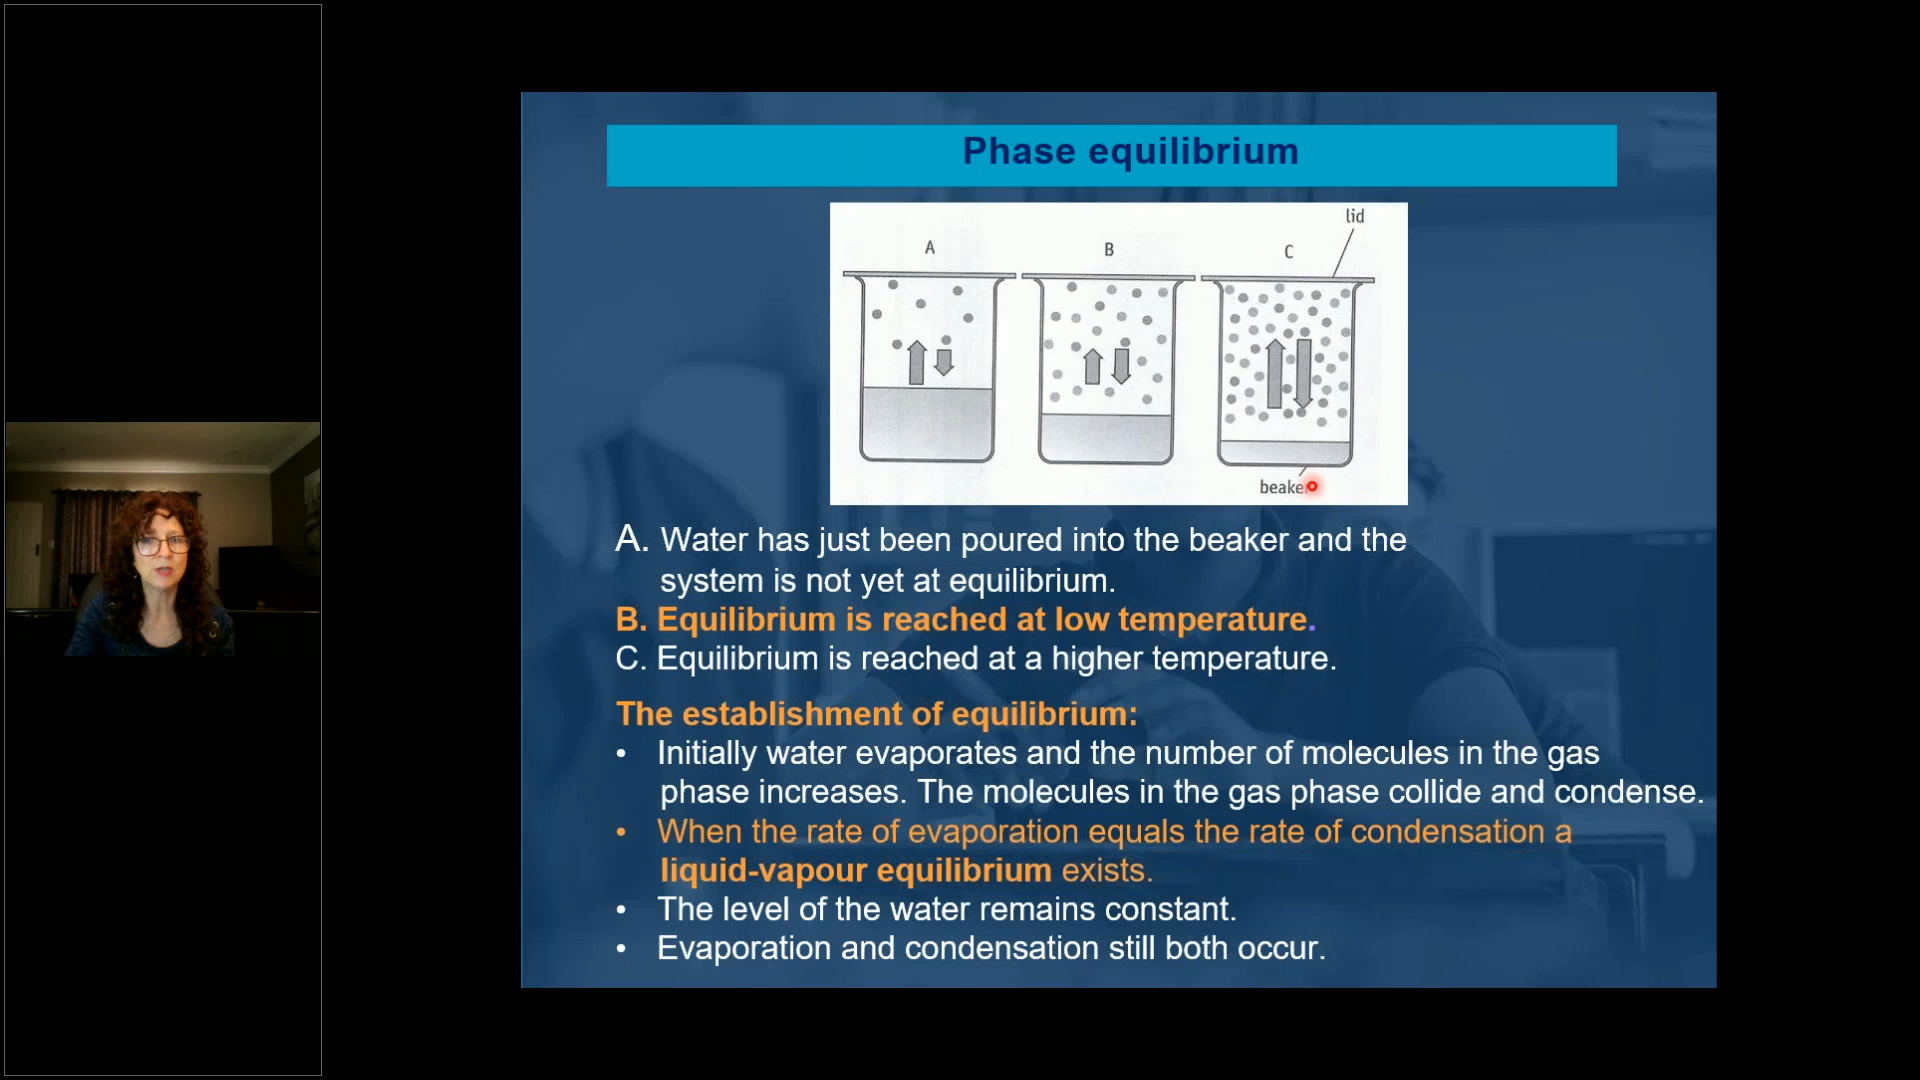 Phase equilibrium
lid
A
B
C
beaker
A. Water has just been poured into the beaker and the
system is not yet at equilibrium.
B. Equilibrium is reached at low temperature.
C. Equilibrium is reached at a higher temperature.
The establishment of equilibrium:
• Initially water evaporates and the number of molecules in the gas
phase increases. The molecules in the gas phase collide and condense.
• When the rate of evaporation equals the rate of condensation a
liquid-vapour equilibrium exists.
• The level of the water remains constant.
• Evaporation and condensation still both occur.